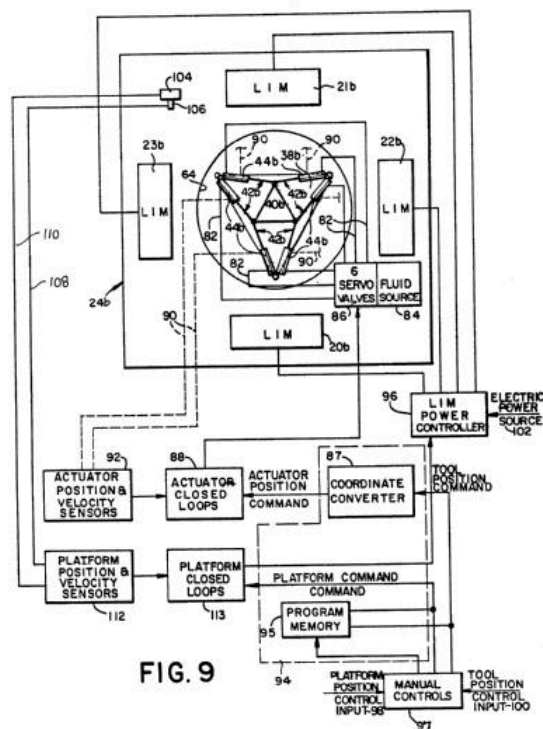 104
106
LIM
21b
23b
LIM
22b
LIM
90
38b
90
44b
64
42b
42b
40b
82
44b
42b
44b
82
90
82
82
6
SERVO
VALVES
FLUID
SOURCE
86
84
110
108
24b
LIM
20b
90
96
LIM
POWER
CONTROLLER
ELECTRIC
POWER
SOURCE
102
92
ACTUATOR
POSITION &
VELOCITY
SENSORS
88
ACTUATOR
CLOSED
LOOPS
ACTUATOR
POSITION
COMMAND
87
COORDINATE
CONVERTER
TOOL
POSITION
COMMAND
PLATFORM
POSITION &
VELOCITY
SENSORS
112
PLATFORM
CLOSED
LOOPS
113
PLATFORM COMMAND
COMMAND
95
PROGRAM
MEMORY
94
FIG. 9
PLATFORM
POSITION
CONTROL
INPUT-98
MANUAL
CONTROLS
97
TOOL
POSITION
CONTROL
INPUT-100